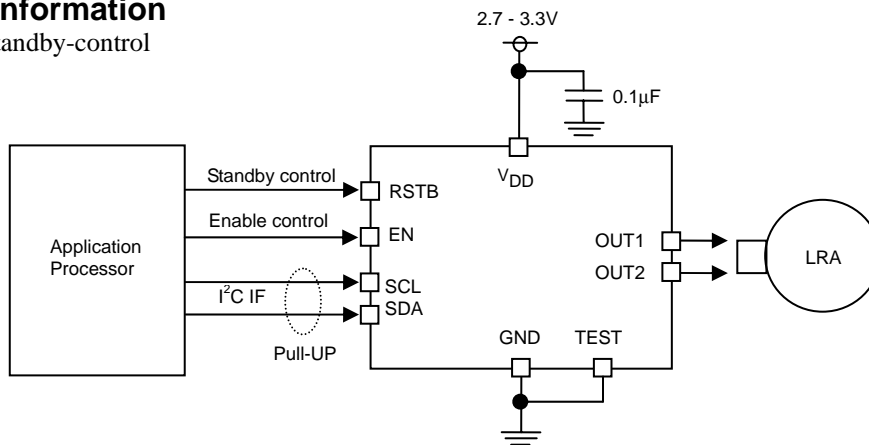 nformation
tandby-control
2.7 - 3.3V
0.1µF
Standby control
RSTB
VDD
Enable control
EN
Application
Processor
OUT1
OUT2
LRA
I²C IF
SCL
SDA
Pull-UP
GND
TEST